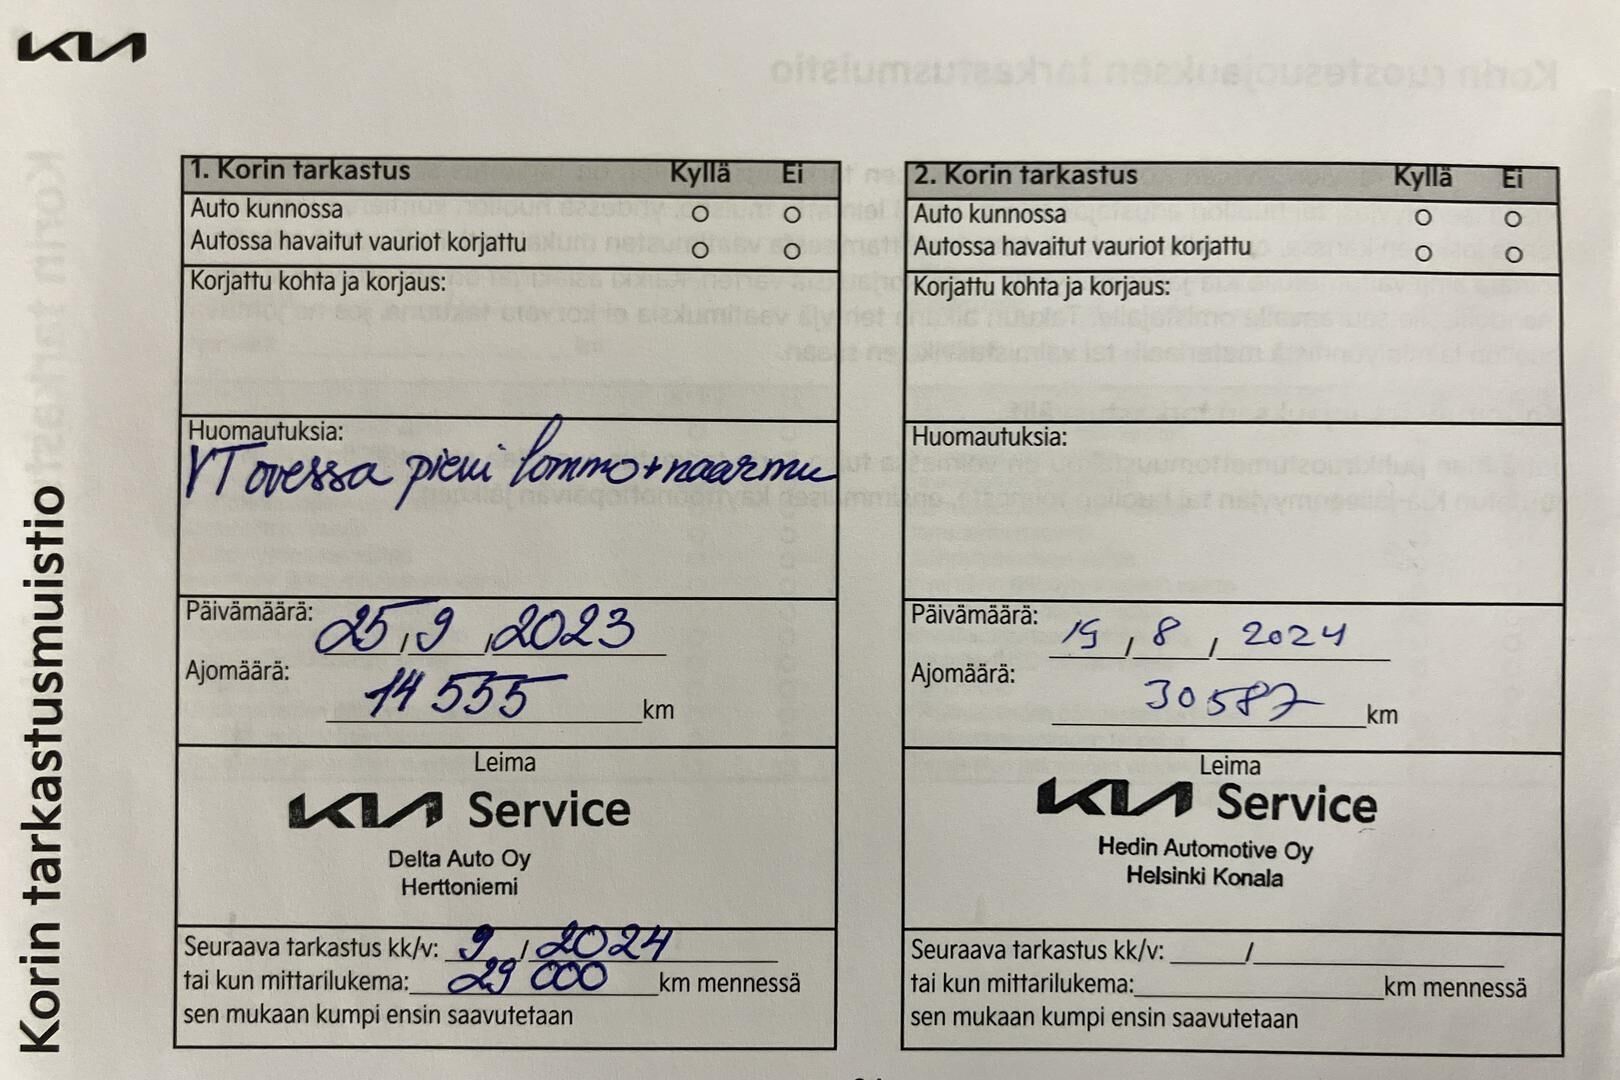 KIA
Korin tarkastusmuistio
1. Korin tarkastus Kyllä Ei
Auto kunnossa
Autossa havaitut vauriot korjattu
Korjattu kohta ja korjaus:
Huomautuksia:
VT ovessa pieni lommo+naarmu
Päivämäärä: 25 / 9 / 2023
Ajomäärä: 14 555 km
Leima
KIA Service
Delta Auto Oy
Herttoniemi
Seuraava tarkastus kk/v: 9 / 2024
tai kun mittarilukema: 29 000 km mennessä
sen mukaan kumpi ensin saavutetaan
2. Korin tarkastus Kyllä Ei
Auto kunnossa
Autossa havaitut vauriot korjattu
Korjattu kohta ja korjaus:
Huomautuksia:
Päivämäärä: 19 / 8 / 2024
Ajomäärä: 30587 km
Leima
KIA Service
Hedin Automotive Oy
Helsinki Konala
Seuraava tarkastus kk/v: /
tai kun mittarilukema: km mennessä
sen mukaan kumpi ensin saavutetaan